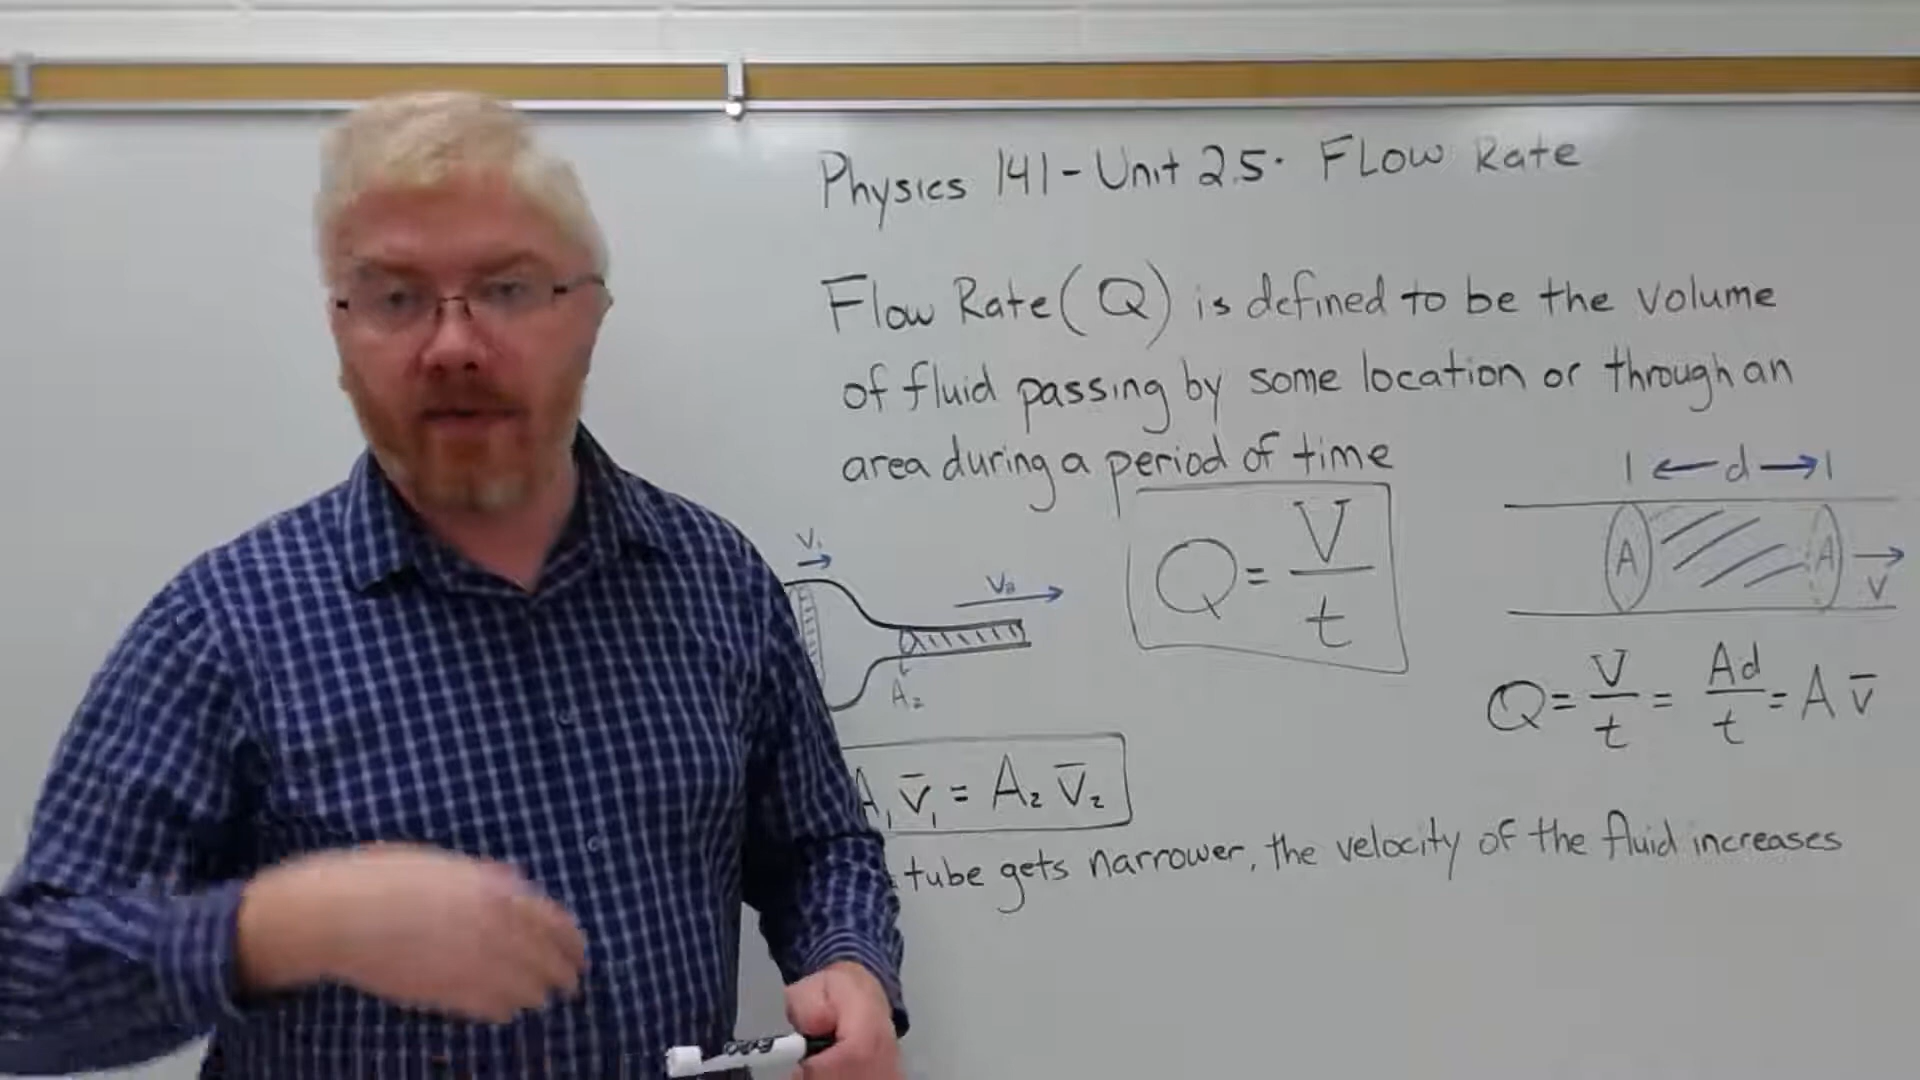 Physics 141 - Unit 2.5. Flow Rate
Flow Rate (Q) is defined to be the volume
of fluid passing by some location or through an
area during a period of time
| ← d → |
V₁
V₂
A₂
Q = V/t
A
A
V
Q = V/t = Ad/t = A v̄
A₁ v̄₁ = A₂ v̄₂
tube gets narrower, the velocity of the fluid increases
EXPO